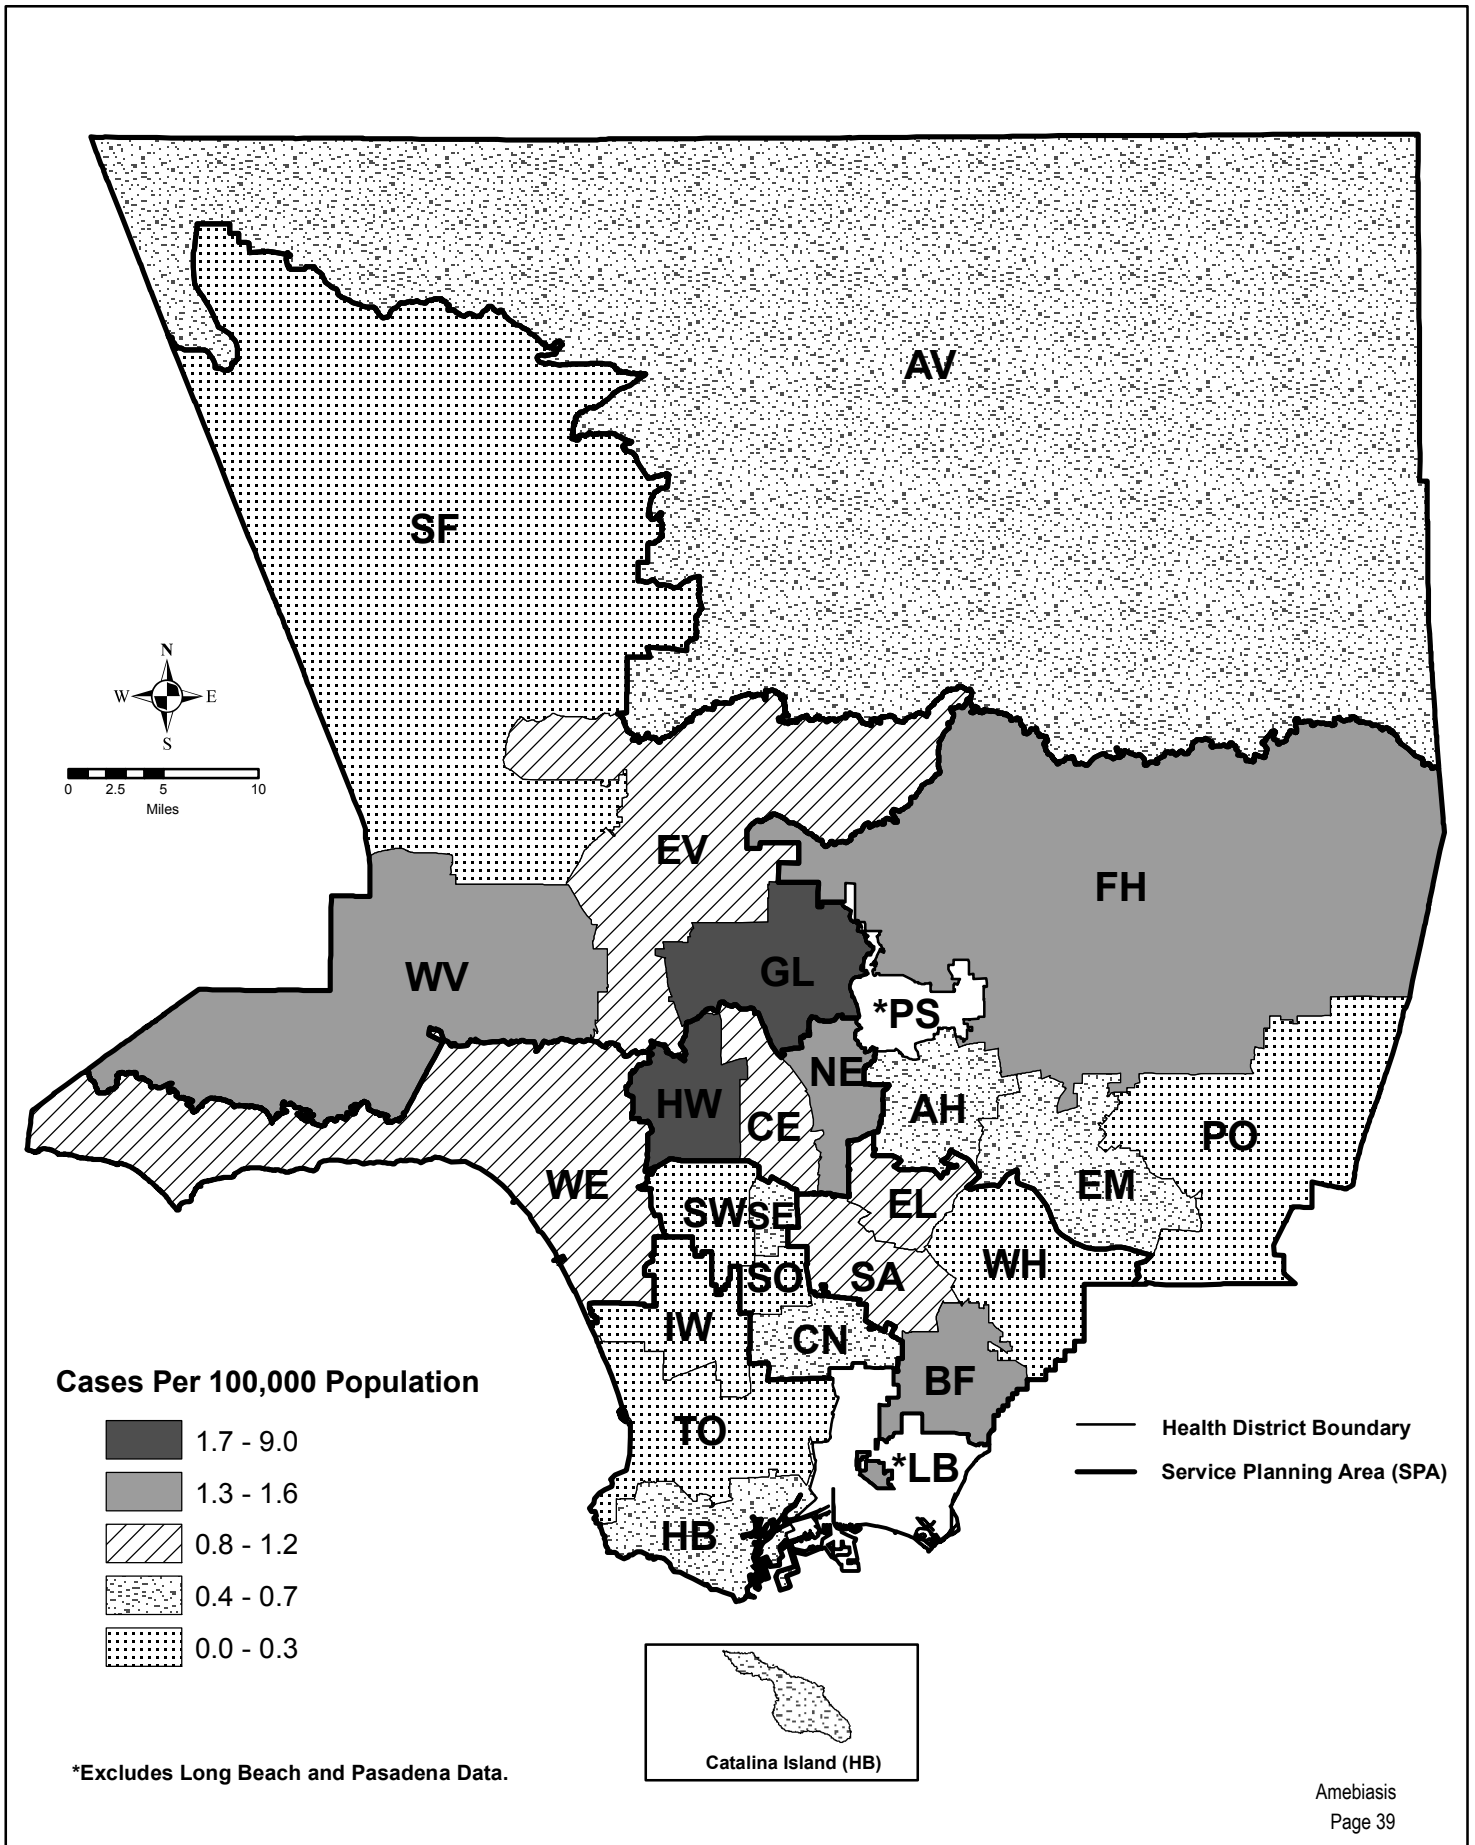 AV
SF
N
W E
S
0 2.5 5 10
Miles
EV
FH
WV
GL
*PS
NE
HW
AH
CE
PO
WE
EM
SW
SE
EL
WH
SO
SA
IW
CN
BF
TO
*LB
HB
Cases Per 100,000 Population
1.7 - 9.0
1.3 - 1.6
0.8 - 1.2
0.4 - 0.7
0.0 - 0.3
Health District Boundary
Service Planning Area (SPA)
Catalina Island (HB)
*Excludes Long Beach and Pasadena Data.
Amebiasis
Page 39